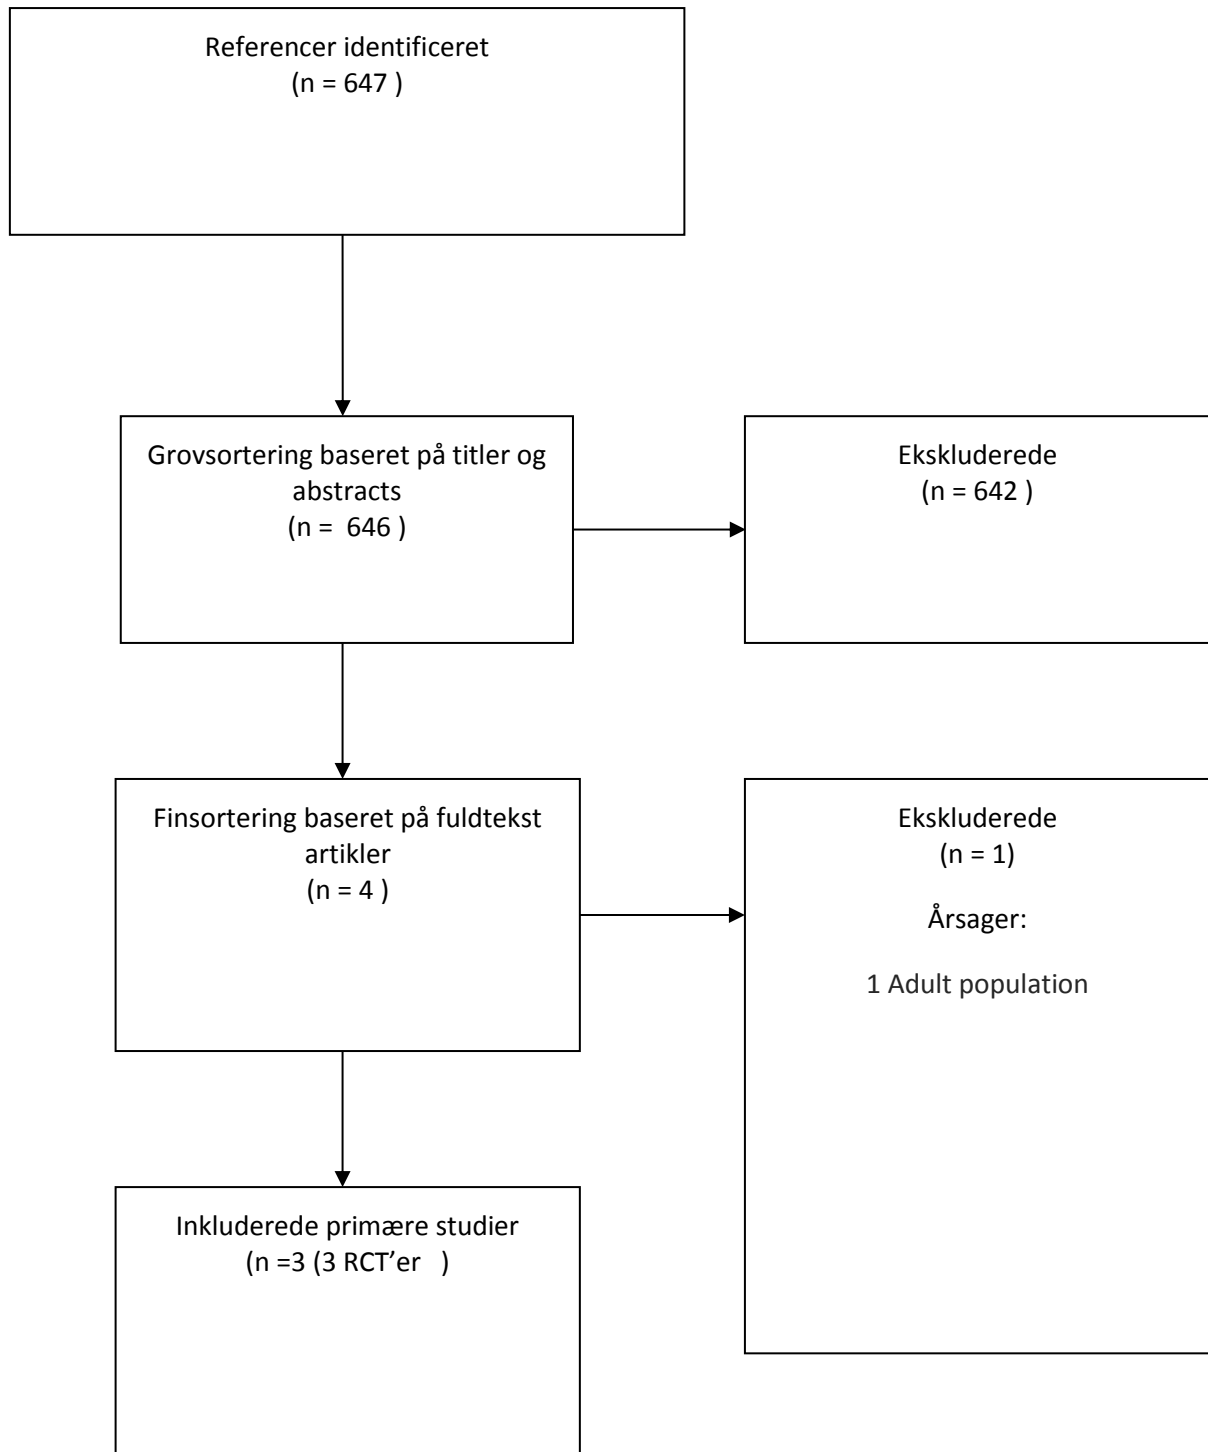 Referencer identificeret
(n = 647 )
Grovsortering baseret på titler og
abstracts
(n =  646 )
Ekskluderede
(n = 642 )
Finsortering baseret på fuldtekst
artikler
(n = 4 )
Ekskluderede
(n = 1)
Årsager:
1 Adult population
Inkluderede primære studier
(n =3 (3 RCT’er   )